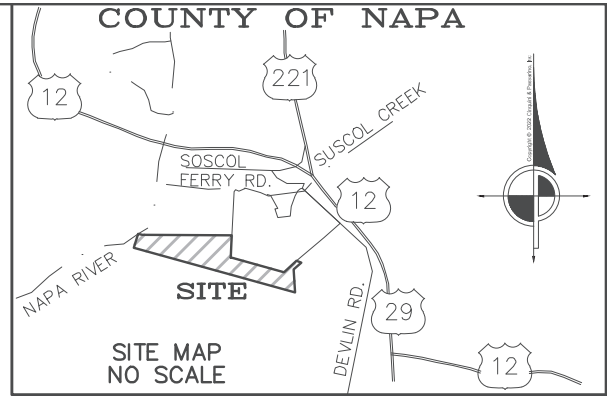 COUNTY OF NAPA
12
221
SUSCOL CREEK
SOSCOL
FERRY RD.
12
NAPA RIVER
SITE
DEVLIN RD.
29
12
SITE MAP
NO SCALE